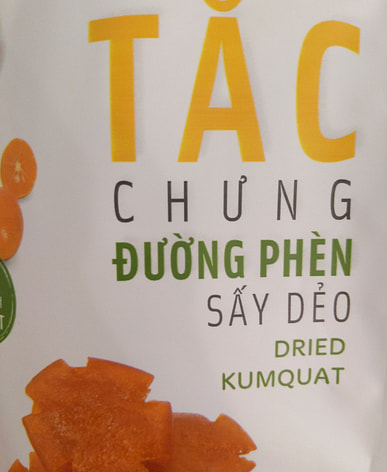 TẮC
CHƯNG
ĐƯỜNG PHÈN
SẤY DẺO
DRIED
KUMQUAT